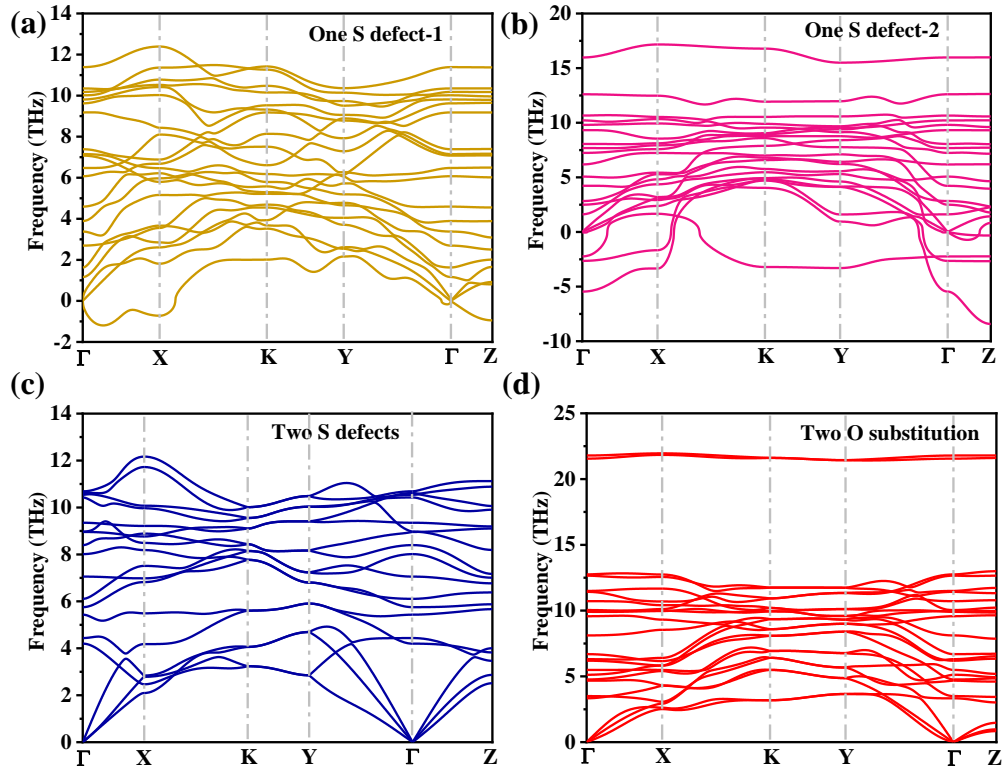 (a)
One S defect-1
Frequency (THz)
14
12
10
8
6
4
2
0
-2
Γ X K Y Γ Z
(b)
One S defect-2
Frequency (THz)
20
15
10
5
0
-5
-10
Γ X K Y Γ Z
(c)
Two S defects
Frequency (THz)
14
12
10
8
6
4
2
0
Γ X K Y Γ Z
(d)
Two O substitution
Frequency (THz)
25
22
15
10
5
0
Γ X K Y Γ Z